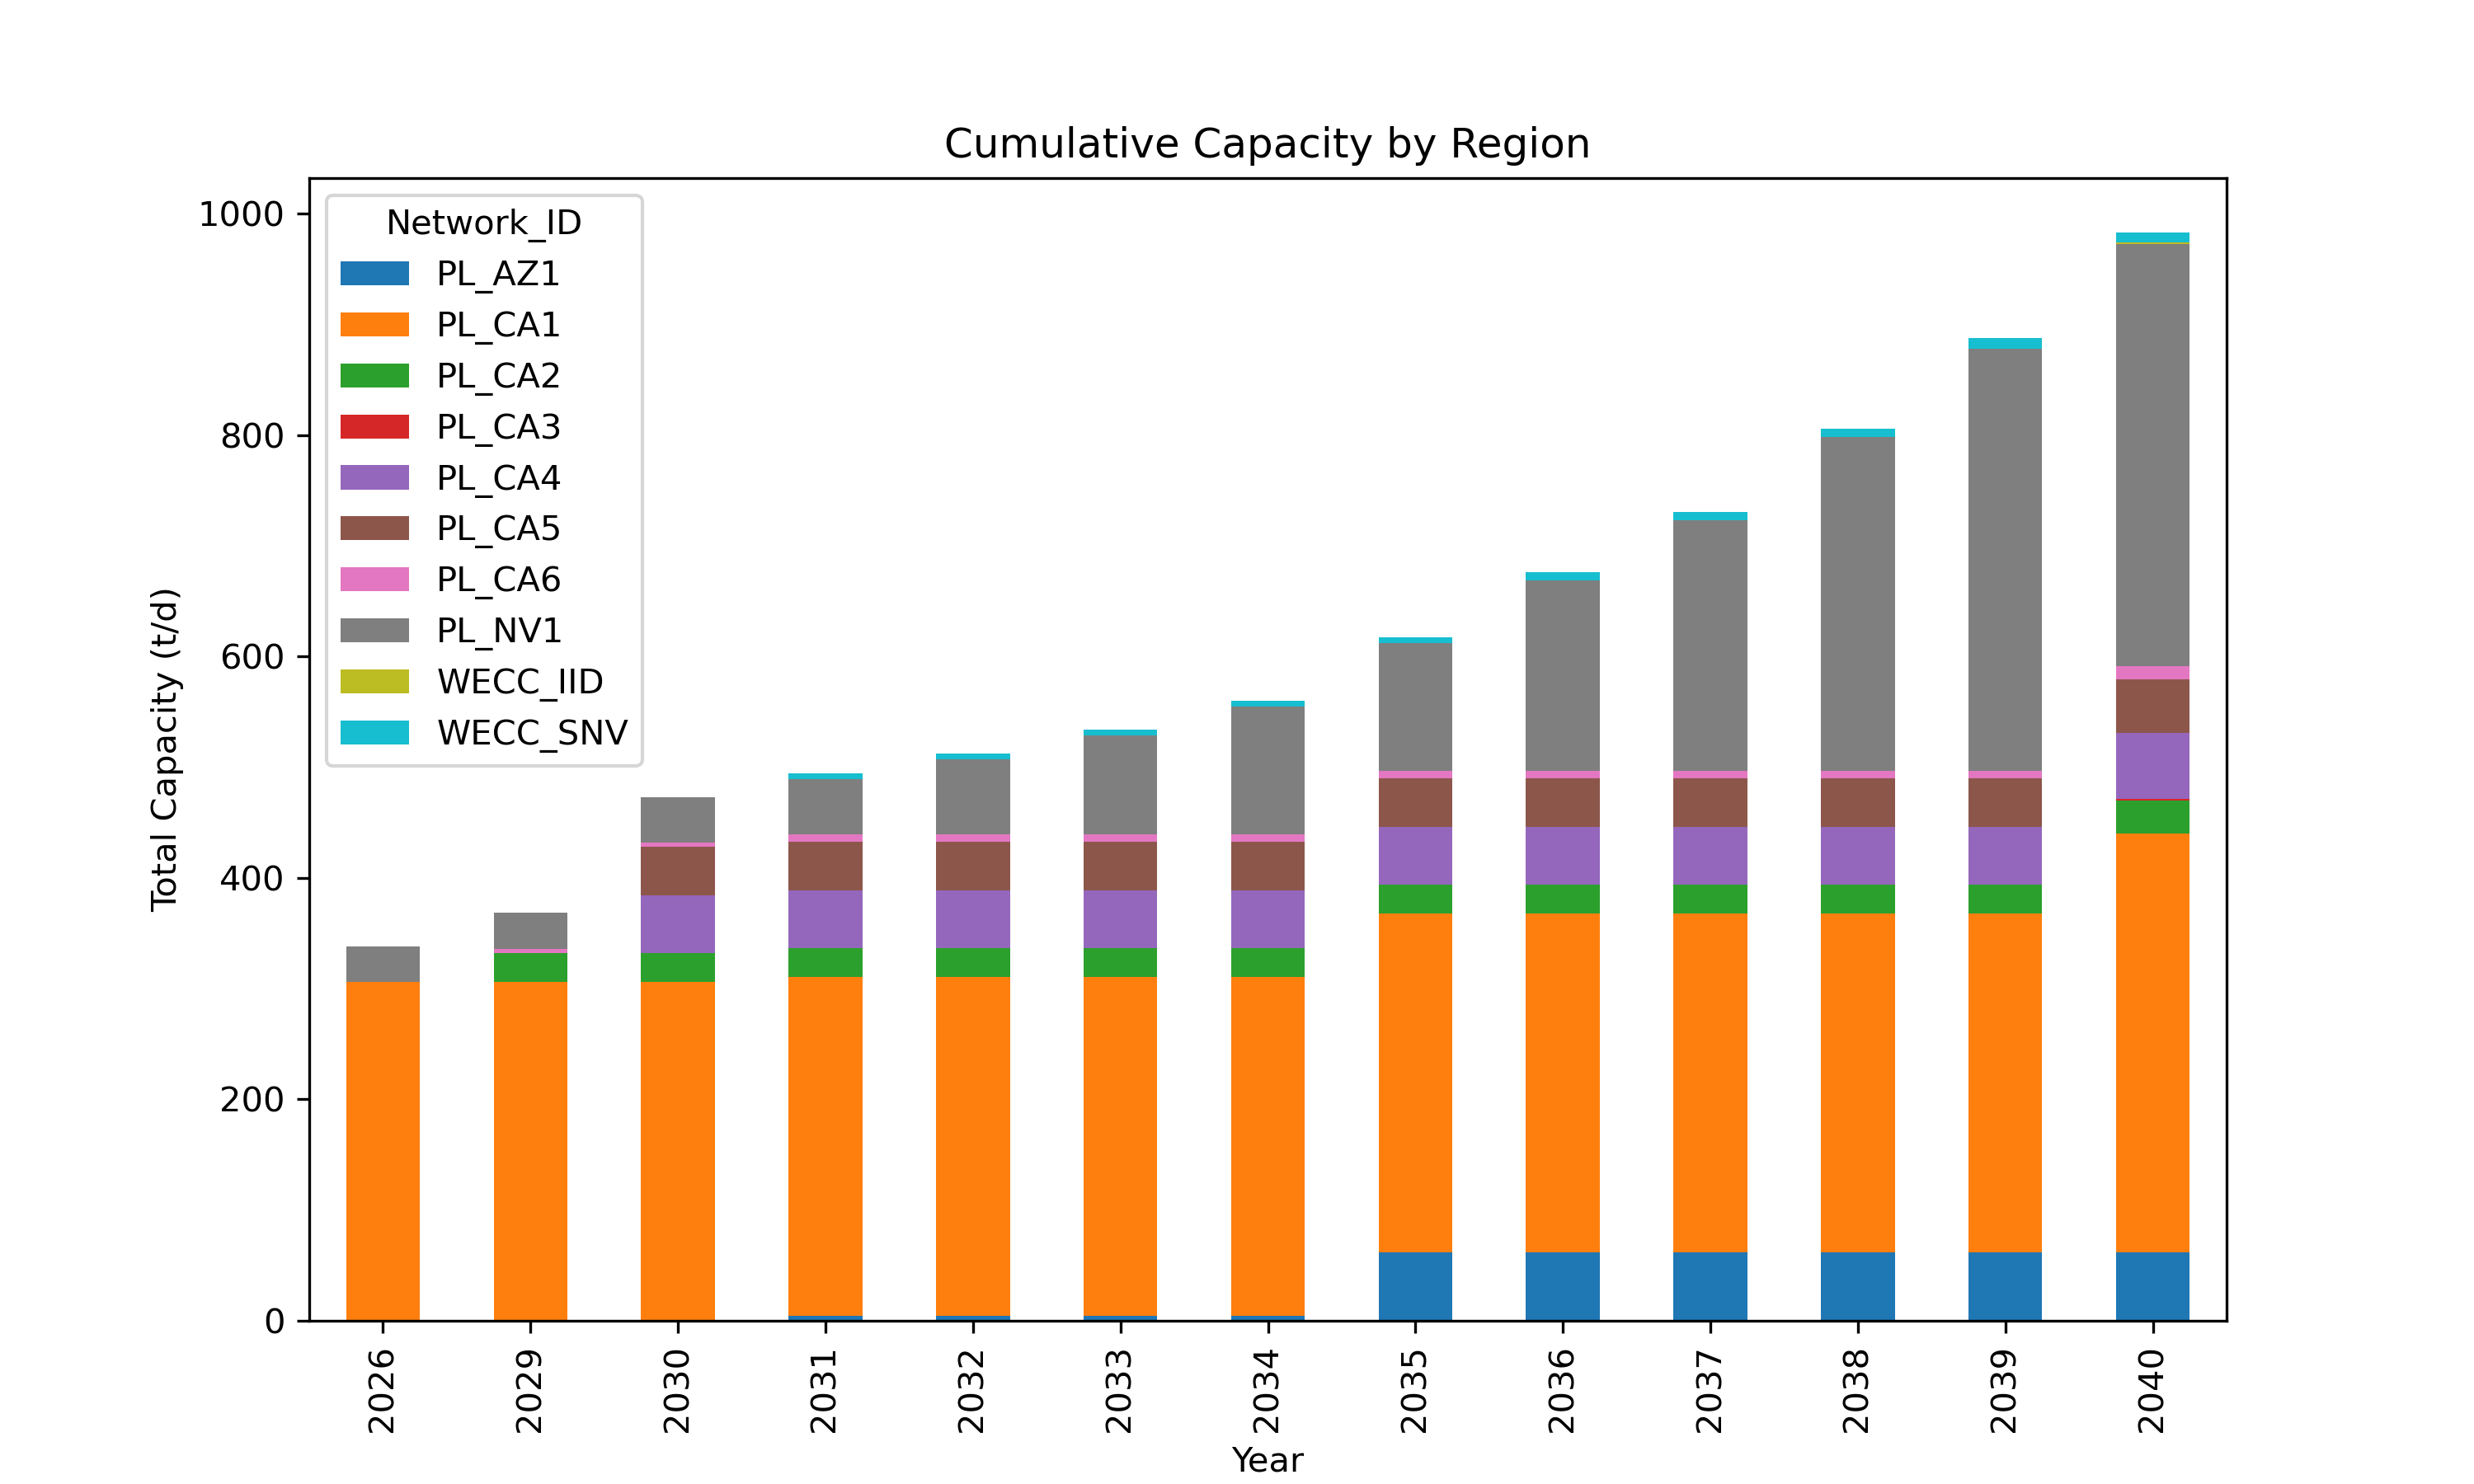 Cumulative Capacity by Region
Network_ID
PL_AZ1
PL_CA1
PL_CA2
PL_CA3
PL_CA4
PL_CA5
PL_CA6
PL_NV1
WECC_IID
WECC_SNV
Total Capacity (t/d)
1000
800
600
400
200
0
2026
2029
2030
2031
2032
2033
2034
2035
2036
2037
2038
2039
2040
Year